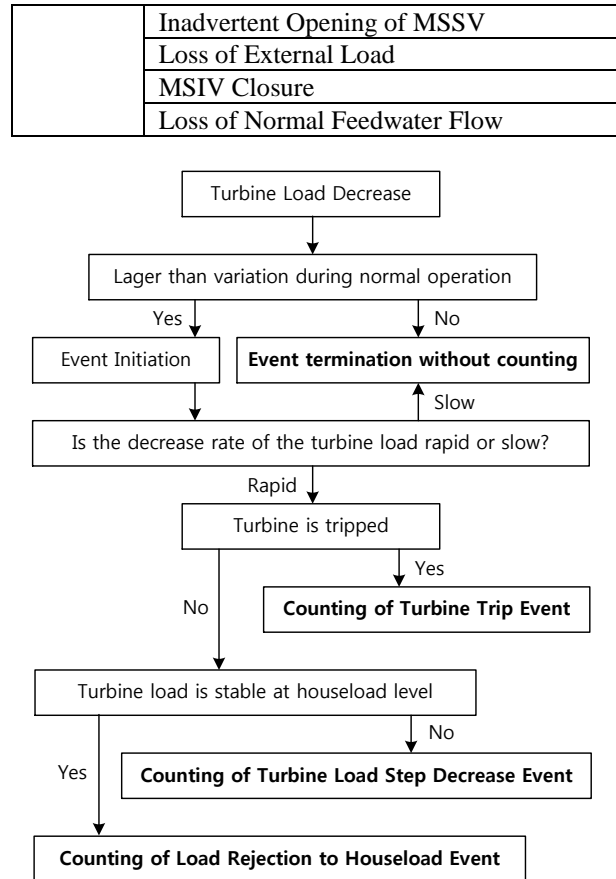 Inadvertent Opening of MSSV
Loss of External Load
MSIV Closure
Loss of Normal Feedwater Flow
Turbine Load Decrease
Lager than variation during normal operation
Yes
No
Event Initiation
Event termination without counting
Slow
Is the decrease rate of the turbine load rapid or slow?
Rapid
Turbine is tripped
Yes
Counting of Turbine Trip Event
No
Turbine load is stable at houseload level
No
Counting of Turbine Load Step Decrease Event
Yes
Counting of Load Rejection to Houseload Event